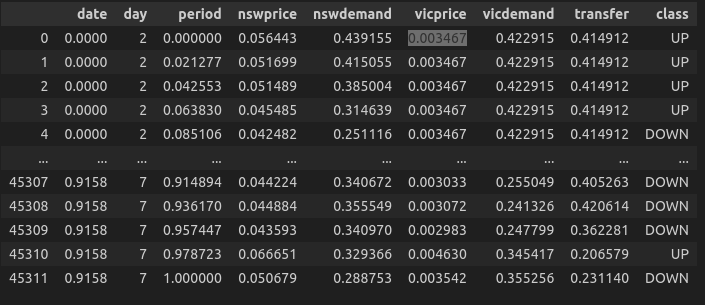 date day period nswprice nswdemand vicprice vicdemand transfer class
0 0.0000 2 0.000000 0.056443 0.439155 0.003467 0.422915 0.414912 UP
1 0.0000 2 0.021277 0.051699 0.415055 0.003467 0.422915 0.414912 UP
2 0.0000 2 0.042553 0.051489 0.385004 0.003467 0.422915 0.414912 UP
3 0.0000 2 0.063830 0.045485 0.314639 0.003467 0.422915 0.414912 UP
4 0.0000 2 0.085106 0.042482 0.251116 0.003467 0.422915 0.414912 DOWN
... ... ... ... ... ... ... ... ... ...
45307 0.9158 7 0.914894 0.044224 0.340672 0.003033 0.255049 0.405263 DOWN
45308 0.9158 7 0.936170 0.044884 0.355549 0.003072 0.241326 0.420614 DOWN
45309 0.9158 7 0.957447 0.043593 0.340970 0.002983 0.247799 0.362281 DOWN
45310 0.9158 7 0.978723 0.066651 0.329366 0.004630 0.345417 0.206579 UP
45311 0.9158 7 1.000000 0.050679 0.288753 0.003542 0.355256 0.231140 DOWN